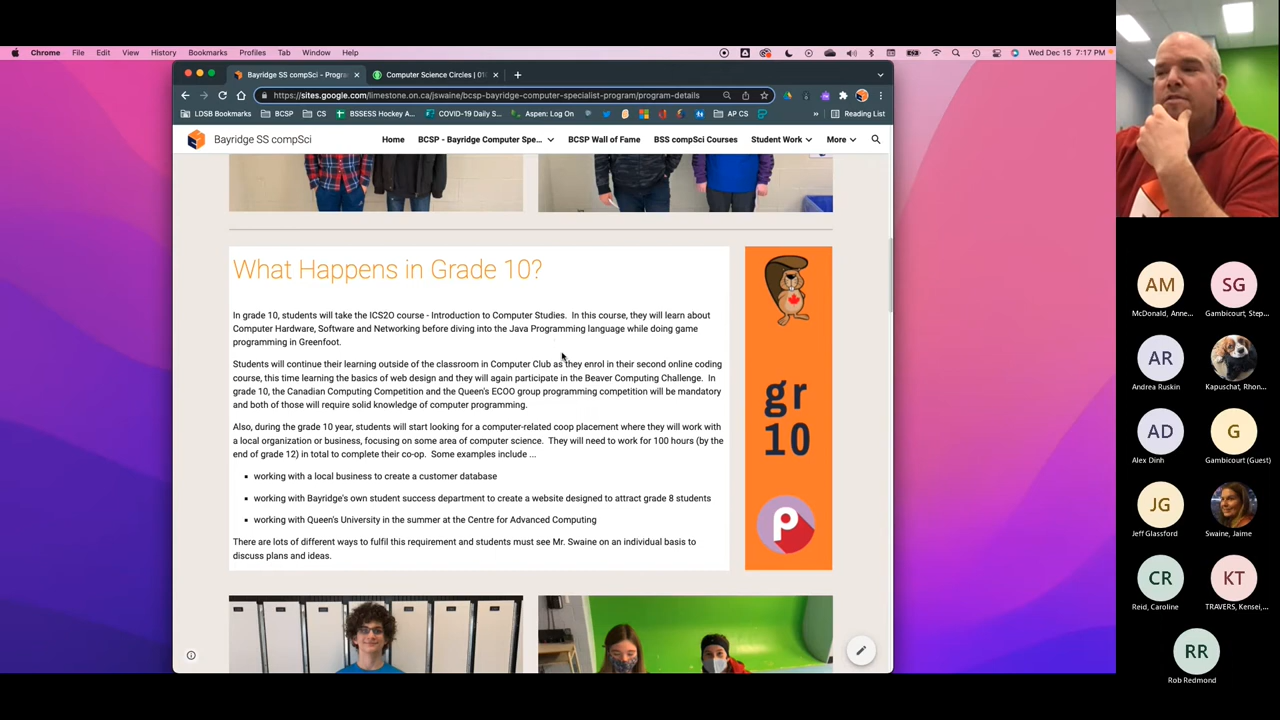 Chrome File Edit View History Bookmarks Profiles Tab Window Help
Wed Dec 15 7:17 PM
Bayridge SS compSci - Progra
Computer Science Circles | 01
https://sites.google.com/limestone.on.ca/jswaine/bcsp-bayridge-computer-specialist-program/program-details
LDSB Bookmarks BCSP CS BSSESS Hockey A... COVID-19 Daily S... Aspen: Log On AP CS Reading List
Bayridge SS compSci
Home BCSP - Bayridge Computer Spe... BCSP Wall of Fame BSS compSci Courses Student Work More
What Happens in Grade 10?
In grade 10, students will take the ICS2O course - Introduction to Computer Studies. In this course, they will learn about
Computer Hardware, Software and Networking before diving into the Java Programming language while doing game
programming in Greenfoot.
Students will continue their learning outside of the classroom in Computer Club as they enrol in their second online coding
course, this time learning the basics of web design and they will again participate in the Beaver Computing Challenge. In
grade 10, the Canadian Computing Competition and the Queen's ECOO group programming competition will be mandatory
and both of those will require solid knowledge of computer programming.
Also, during the grade 10 year, students will start looking for a computer-related coop placement where they will work with
a local organization or business, focusing on some area of computer science. They will need to work for 100 hours (by the
end of grade 12) in total to complete their co-op. Some examples include ...
working with a local business to create a customer database
working with Bayridge's own student success department to create a website designed to attract grade 8 students
working with Queen's University in the summer at the Centre for Advanced Computing
There are lots of different ways to fulfil this requirement and students must see Mr. Swaine on an individual basis to
discuss plans and ideas.
gr
10
P
AM SG
McDonald, Anne... Gambicourt, Step...
AR
Andrea Ruskin Kapuschat, Rhon...
AD G
Alex Dinh Gambicourt (Guest)
JG
Jeff Glassford Swaine, Jaime
CR KT
Reid, Caroline TRAVERS, Kensei,...
RR
Rob Redmond